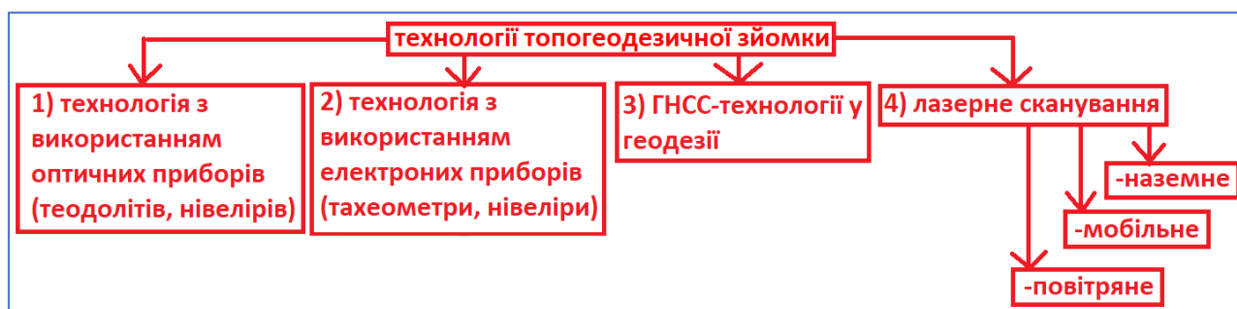 технології топогеодезичної зйомки
1) технологія з
використанням
оптичних приборів
(теодолітів, нівелірів)
2) технологія з
використанням
електроних приборів
(тахеометри, нівеліри)
3) ГНСС-технології у
геодезії
4) лазерне сканування
-наземне
-мобільне
-повітряне